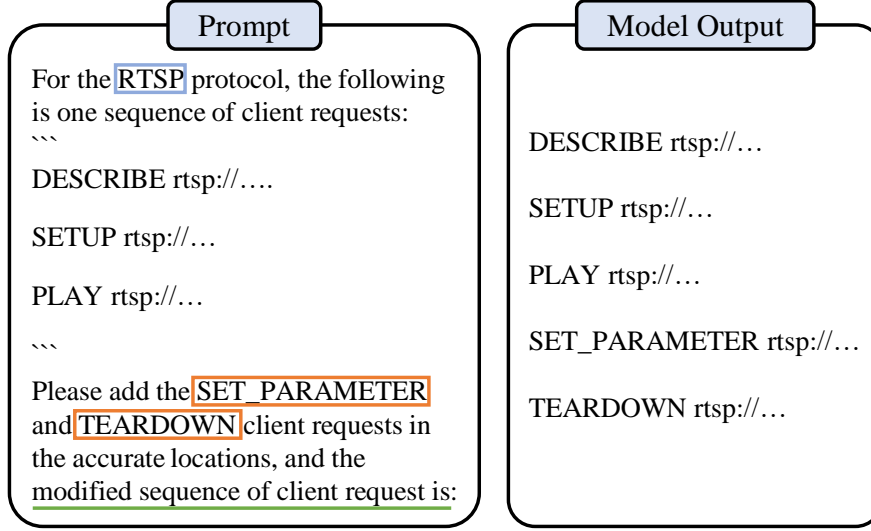 Prompt
For the RTSP protocol, the following
is one sequence of client requests:
```
DESCRIBE rtsp://….
SETUP rtsp://…
PLAY rtsp://…
```
Please add the SET_PARAMETER
and TEARDOWN client requests in
the accurate locations, and the
modified sequence of client request is:
Model Output
DESCRIBE rtsp://…
SETUP rtsp://…
PLAY rtsp://…
SET_PARAMETER rtsp://…
TEARDOWN rtsp://…